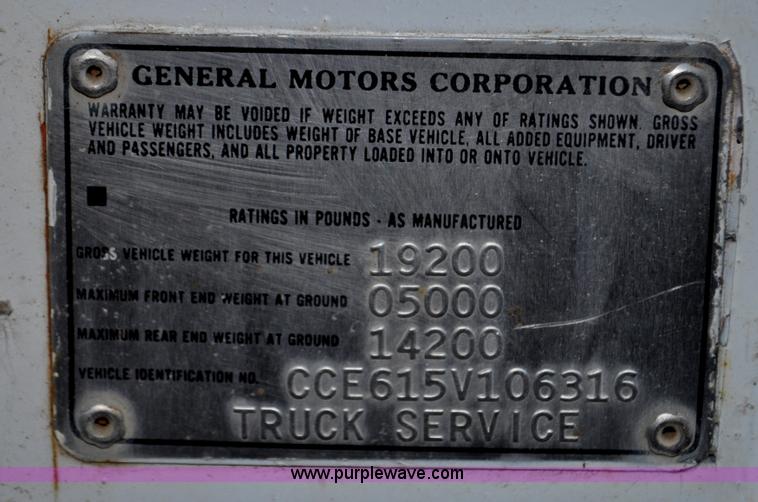 GENERAL MOTORS CORPORATION
WARRANTY MAY BE VOIDED IF WEIGHT EXCEEDS ANY OF RATINGS SHOWN. GROSS
VEHICLE WEIGHT INCLUDES WEIGHT OF BASE VEHICLE, ALL ADDED EQUIPMENT, DRIVER
AND PASSENGERS, AND ALL PROPERTY LOADED INTO OR ONTO VEHICLE.
RATINGS IN POUNDS - AS MANUFACTURED
GROSS VEHICLE WEIGHT FOR THIS VEHICLE 19200
MAXIMUM FRONT END WEIGHT AT GROUND 05000
MAXIMUM REAR END WEIGHT AT GROUND 14200
VEHICLE IDENTIFICATION NO. CCE615V106316
TRUCK SERVICE
www.purplewave.com